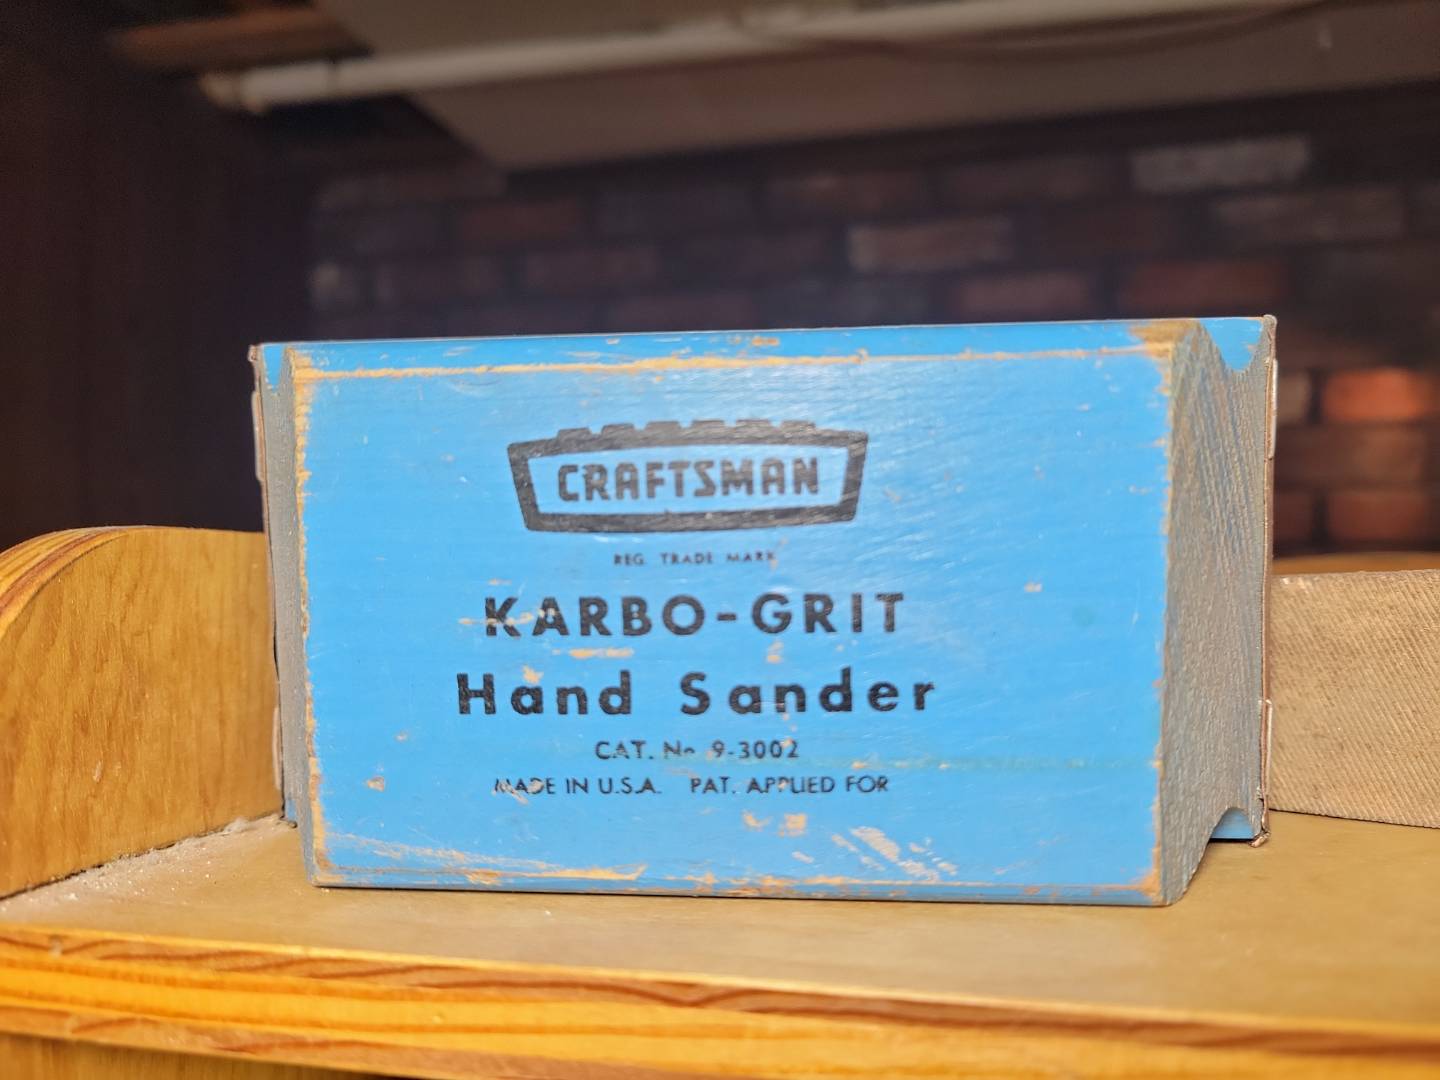 CRAFTSMAN
REG. TRADE MARK
KARBO-GRIT
Hand Sander
CAT. No 9-3002
MADE IN U.S.A. PAT. APPLIED FOR